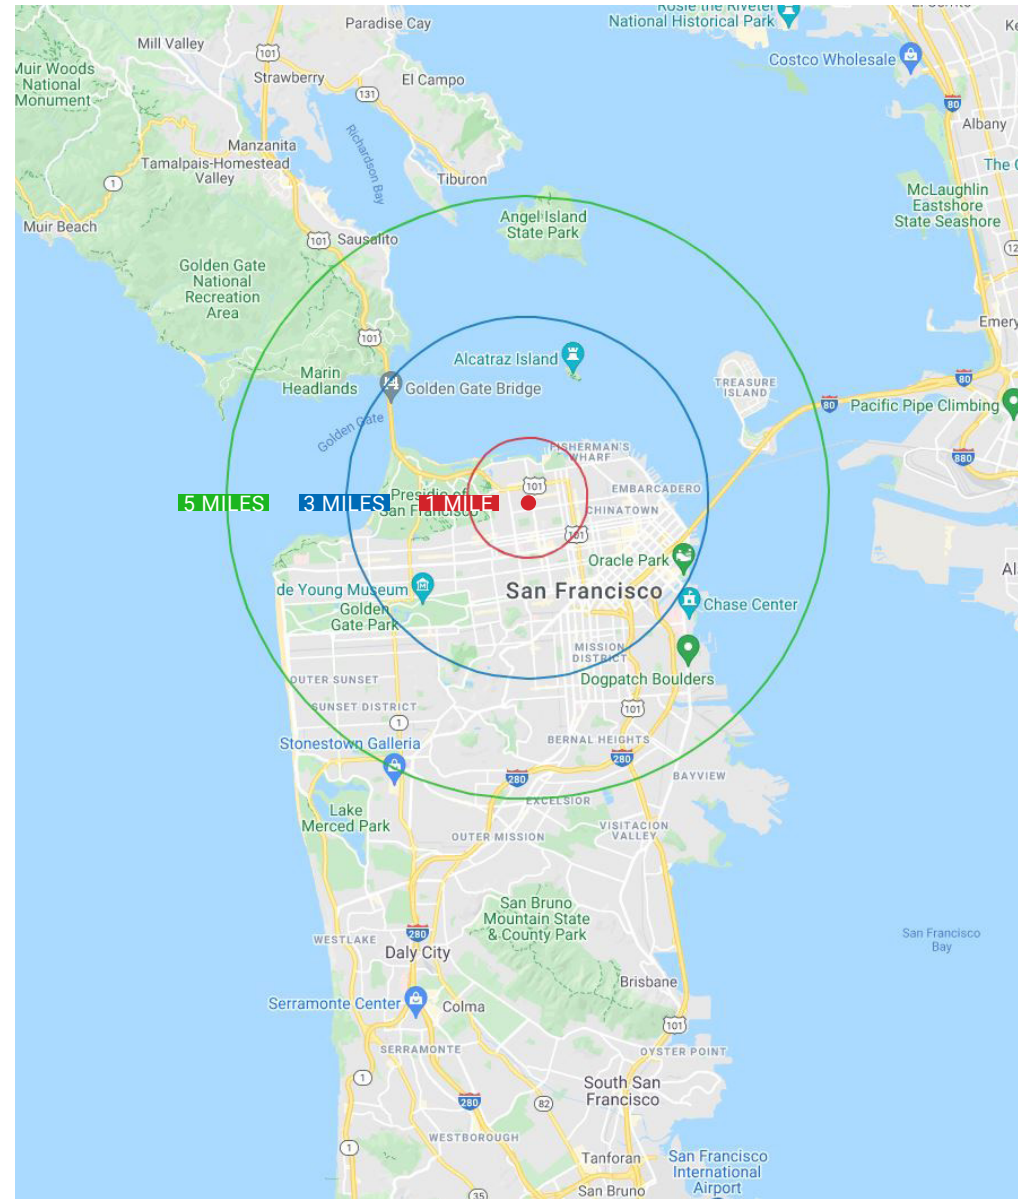 Rosie the Riveter
National Historical Park
Paradise Cay
Mill Valley
101
Costco Wholesale
Muir Woods
National
Monument
Strawberry
El Campo
131
80
Albany
Richardson Bay
Manzanita
Tamalpais-Homestead
Valley
1
Tiburon
McLaughlin
Eastshore
State Seashore
Angel Island
State Park
Muir Beach
101
Sausalito
Golden Gate
National
Recreation
Area
101
Alcatraz Island
Marin
Headlands
Golden Gate Bridge
TREASURE
ISLAND
80
80
Pacific Pipe Climbing
Golden Gate
FISHERMAN'S
WHARF
880
101
EMBARCADERO
5 MILES
3 MILES
Presidio of
San Francisco
1 MILE
CHINATOWN
101
Oracle Park
de Young Museum
San Francisco
Chase Center
Golden
Gate Park
MISSION
DISTRICT
OUTER SUNSET
Dogpatch Boulders
SUNSET DISTRICT
101
1
Stonestown Galleria
BERNAL HEIGHTS
280
280
BAYVIEW
EXCELSIOR
Lake
Merced Park
OUTER MISSION
VISITACION
VALLEY
San Bruno
Mountain State
& County Park
280
WESTLAKE
Daly City
San Francisco
Bay
Brisbane
Serramonte Center
Colma
101
SERRAMONTE
OYSTER POINT
1
South San
Francisco
280
82
WESTBOROUGH
1
Tanforan
San Francisco
International
Airport
35
San Bruno